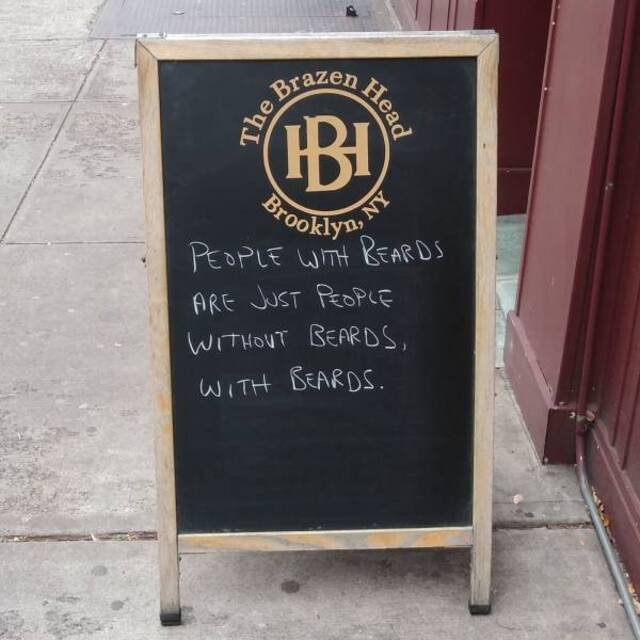 The Brazen Head
HB
Brooklyn, NY
PEOPLE WITH BEARDS
ARE JUST PEOPLE
WITHOUT BEARDS,
WITH BEARDS.